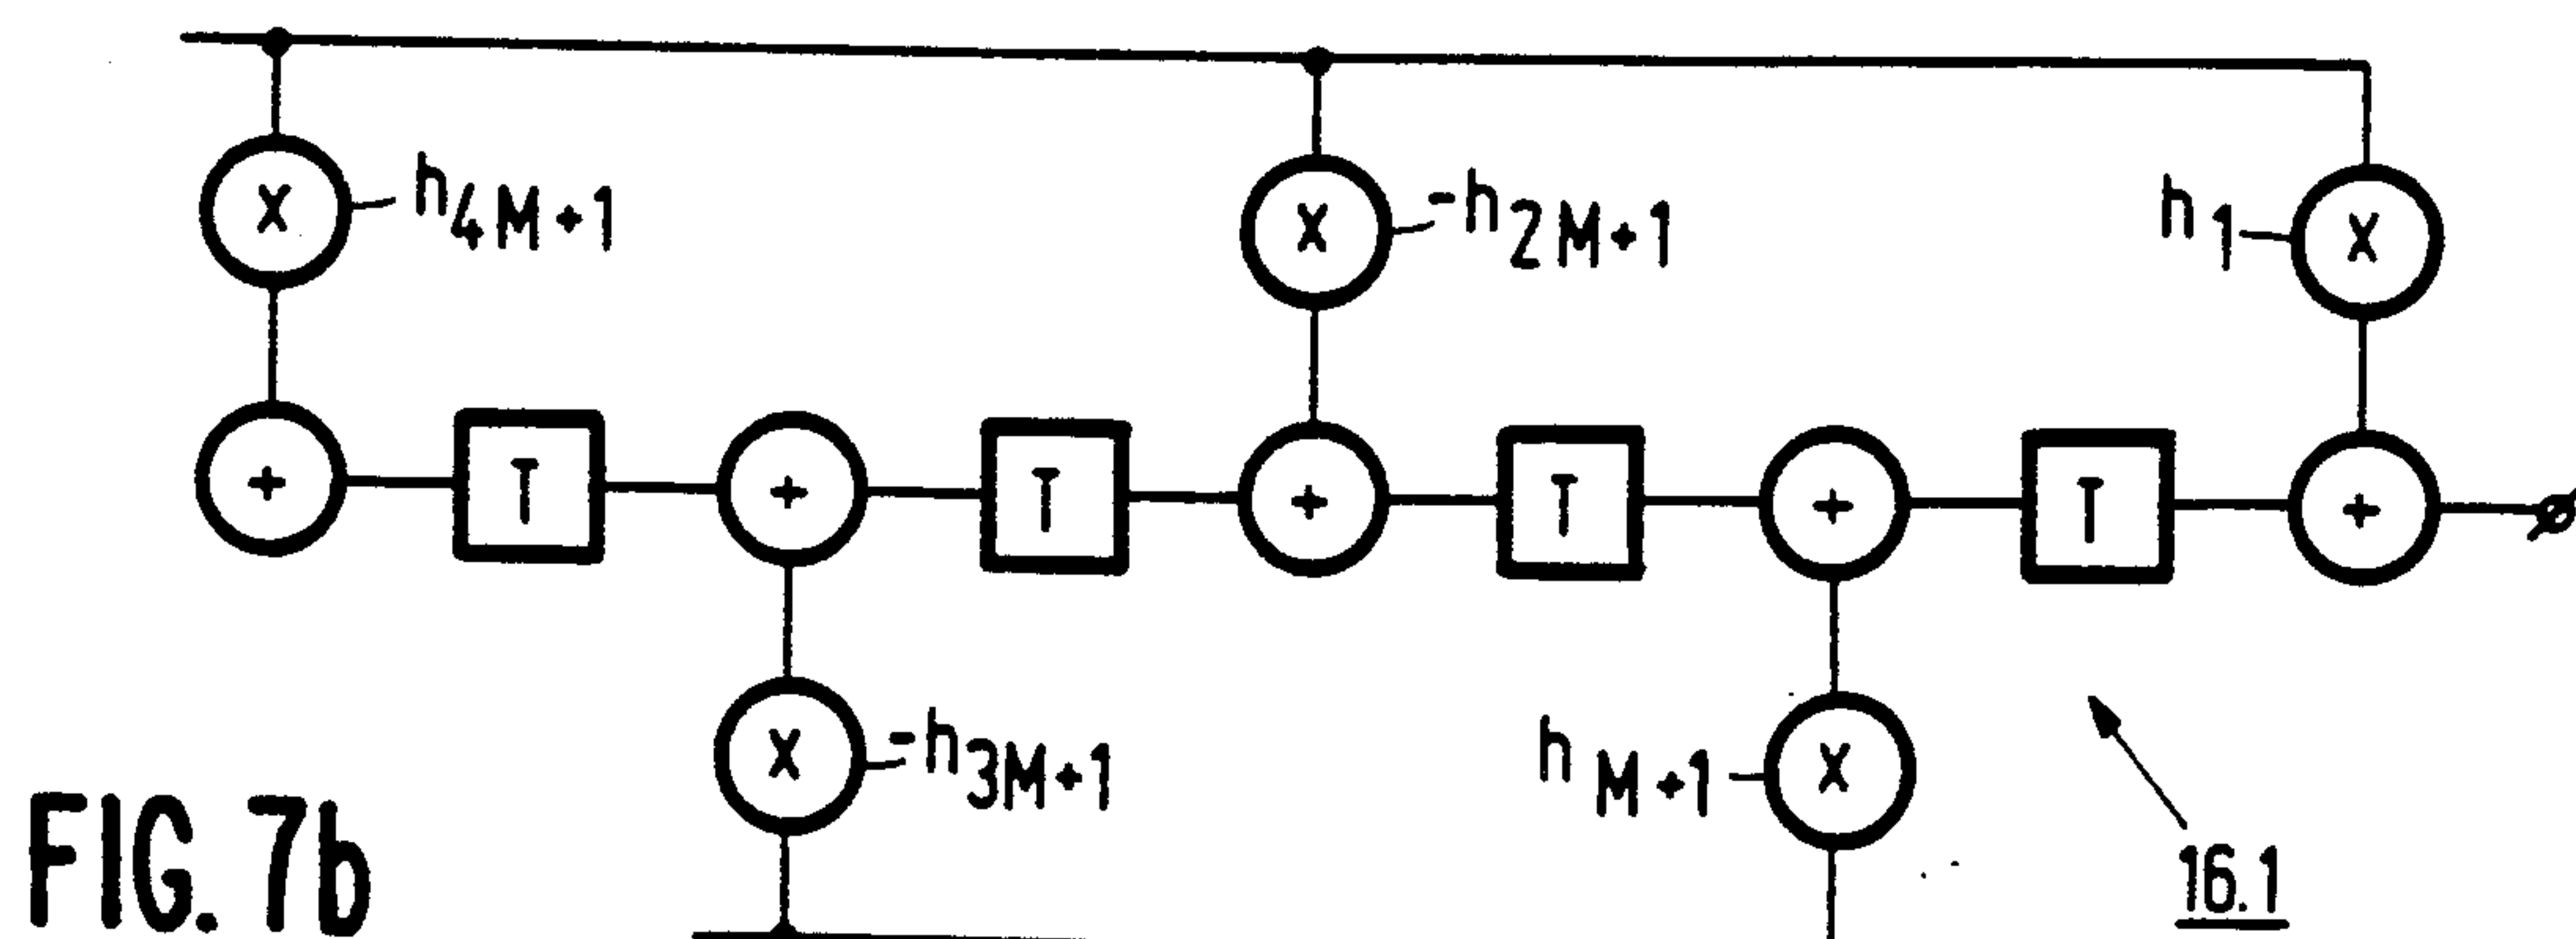 X h4M+1
X -h2M+1
h1 X
+ T + T + T + T +
X -h3M+1
hM+1 X
FIG. 7b
16.1